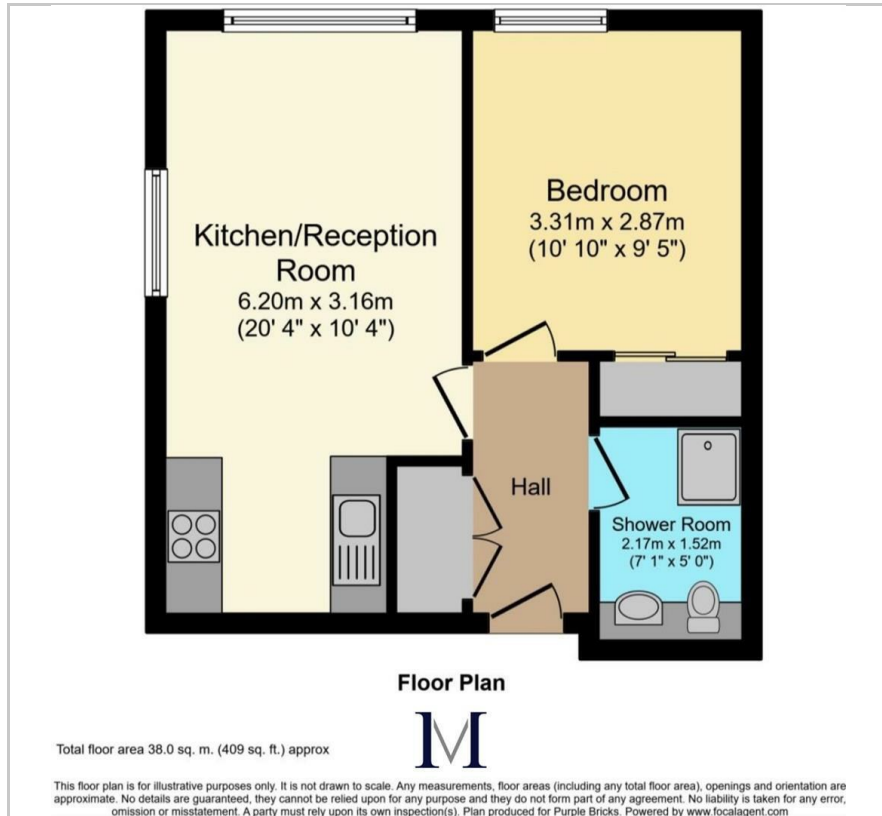 Kitchen/Reception
Room
6.20m x 3.16m
(20' 4" x 10' 4")
Bedroom
3.31m x 2.87m
(10' 10" x 9' 5")
Hall
Shower Room
2.17m x 1.52m
(7' 1" x 5' 0")
Floor Plan
M
Total floor area 38.0 sq. m. (409 sq. ft.) approx
This floor plan is for illustrative purposes only. It is not drawn to scale. Any measurements, floor areas (including any total floor area), openings and orientation are
approximate. No details are guaranteed, they cannot be relied upon for any purpose and they do not form part of any agreement. No liability is taken for any error,
omission or misstatement. A party must rely upon its own inspection(s). Plan produced for Purple Bricks. Powered by www.focalagent.com